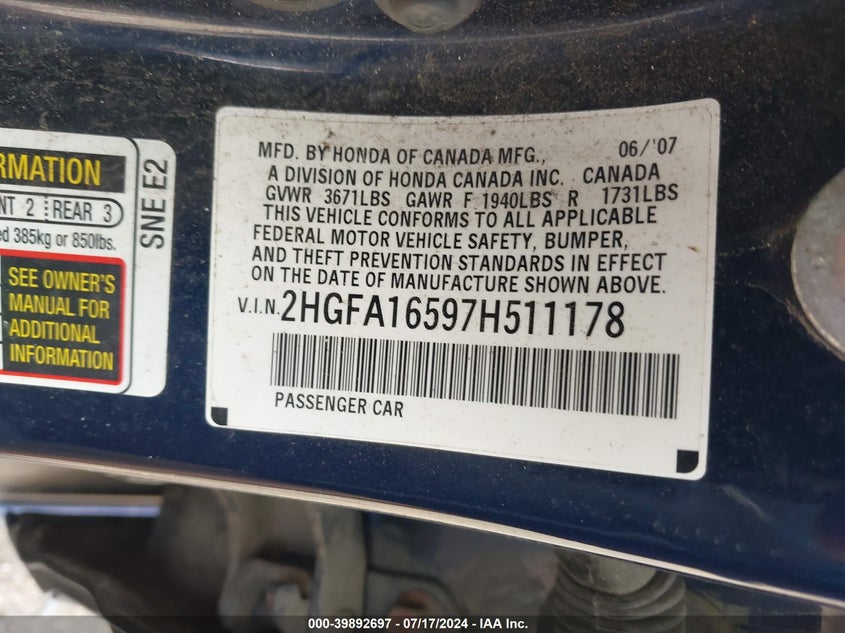 RMATION
NT 2 REAR 3
ed 385kg or 850lbs.
SEE OWNER'S
MANUAL FOR
ADDITIONAL
INFORMATION
SNE E2
MFD. BY HONDA OF CANADA MFG., 06/'07
A DIVISION OF HONDA CANADA INC. CANADA
GVWR 3671LBS GAWR F 1940LBS R 1731LBS
THIS VEHICLE CONFORMS TO ALL APPLICABLE
FEDERAL MOTOR VEHICLE SAFETY, BUMPER,
AND THEFT PREVENTION STANDARDS IN EFFECT
ON THE DATE OF MANUFACTURE SHOWN ABOVE.
V.I.N. 2HGFA16597H511178
PASSENGER CAR
000-39892697 - 07/17/2024 - IAA Inc.